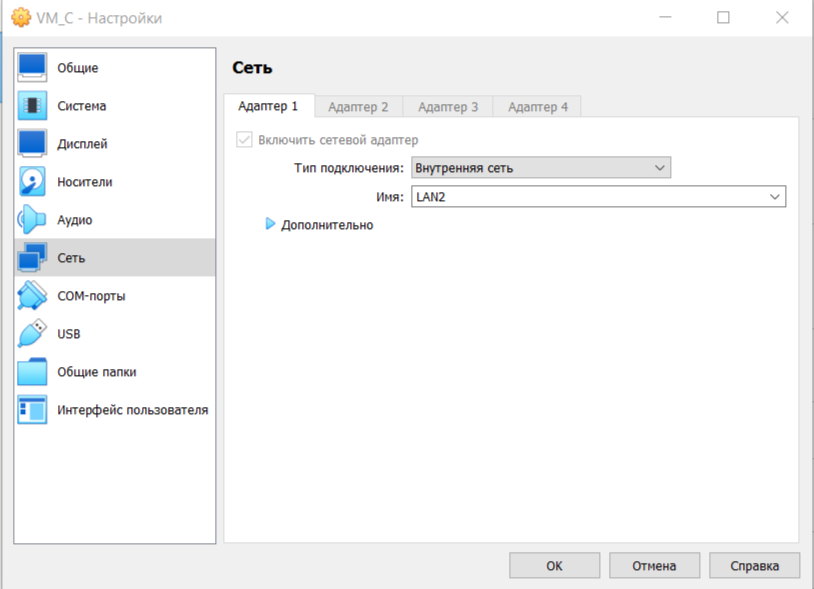 VM_C - Настройки
Общие
Система
Дисплей
Носители
Аудио
Сеть
COM-порты
USB
Общие папки
Интерфейс пользователя
Сеть
Адаптер 1 Адаптер 2 Адаптер 3 Адаптер 4
Включить сетевой адаптер
Тип подключения: Внутренняя сеть
Имя: LAN2
Дополнительно
OK Отмена Справка